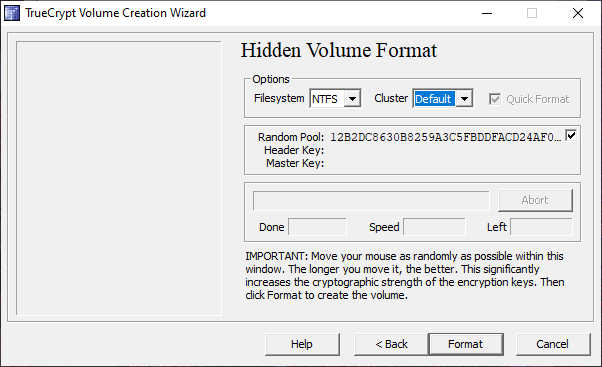 TrueCrypt Volume Creation Wizard
Hidden Volume Format
Options
Filesystem NTFS Cluster Default Quick Format
Random Pool: 12B2DC8630B8259A3C5FBDDFACD24AF0...
Header Key:
Master Key:
Abort
Done Speed Left
IMPORTANT: Move your mouse as randomly as possible within this
window. The longer you move it, the better. This significantly
increases the cryptographic strength of the encryption keys. Then
click Format to create the volume.
Help < Back Format Cancel